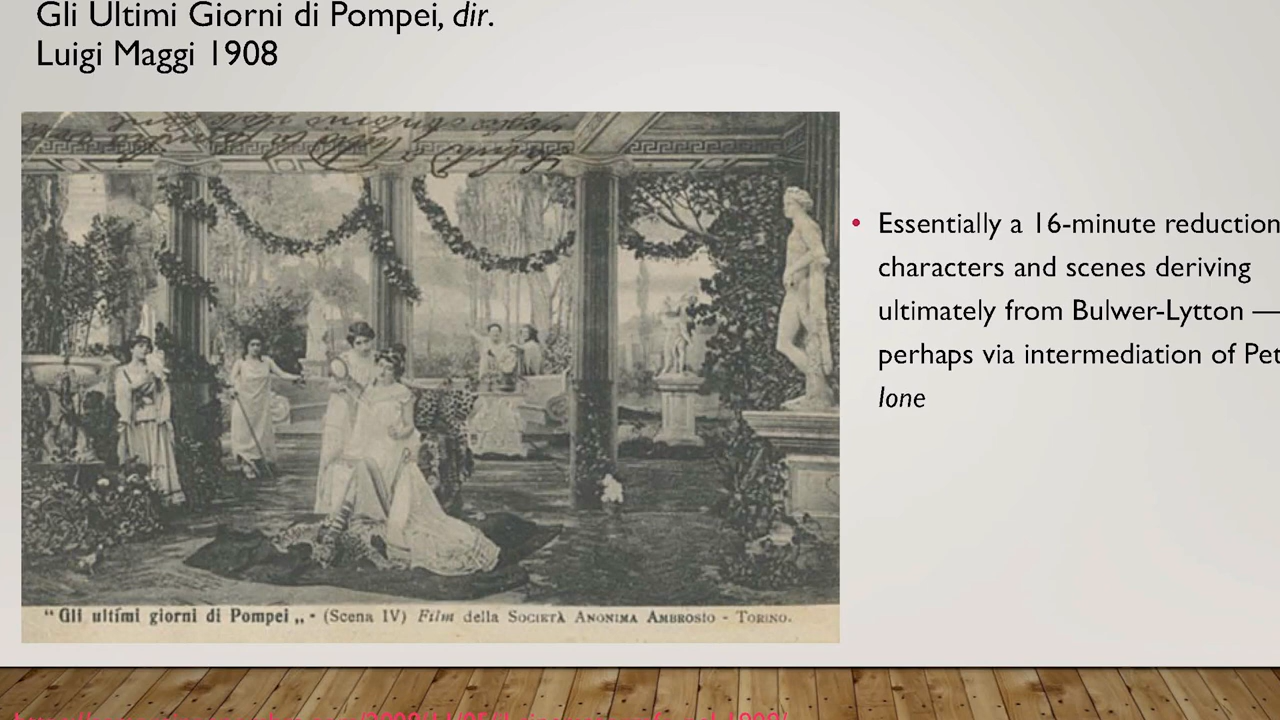 Gli Ultimi Giorni di Pompei, dir.
Luigi Maggi 1908
• Essentially a 16-minute reduction
characters and scenes deriving
ultimately from Bulwer-Lytton —
perhaps via intermediation of Pet
Ione
“ Gli ultimi giorni di Pompei „ - (Scena IV) Film della SOCIETÀ ANONIMA AMBROSIO - TORINO.